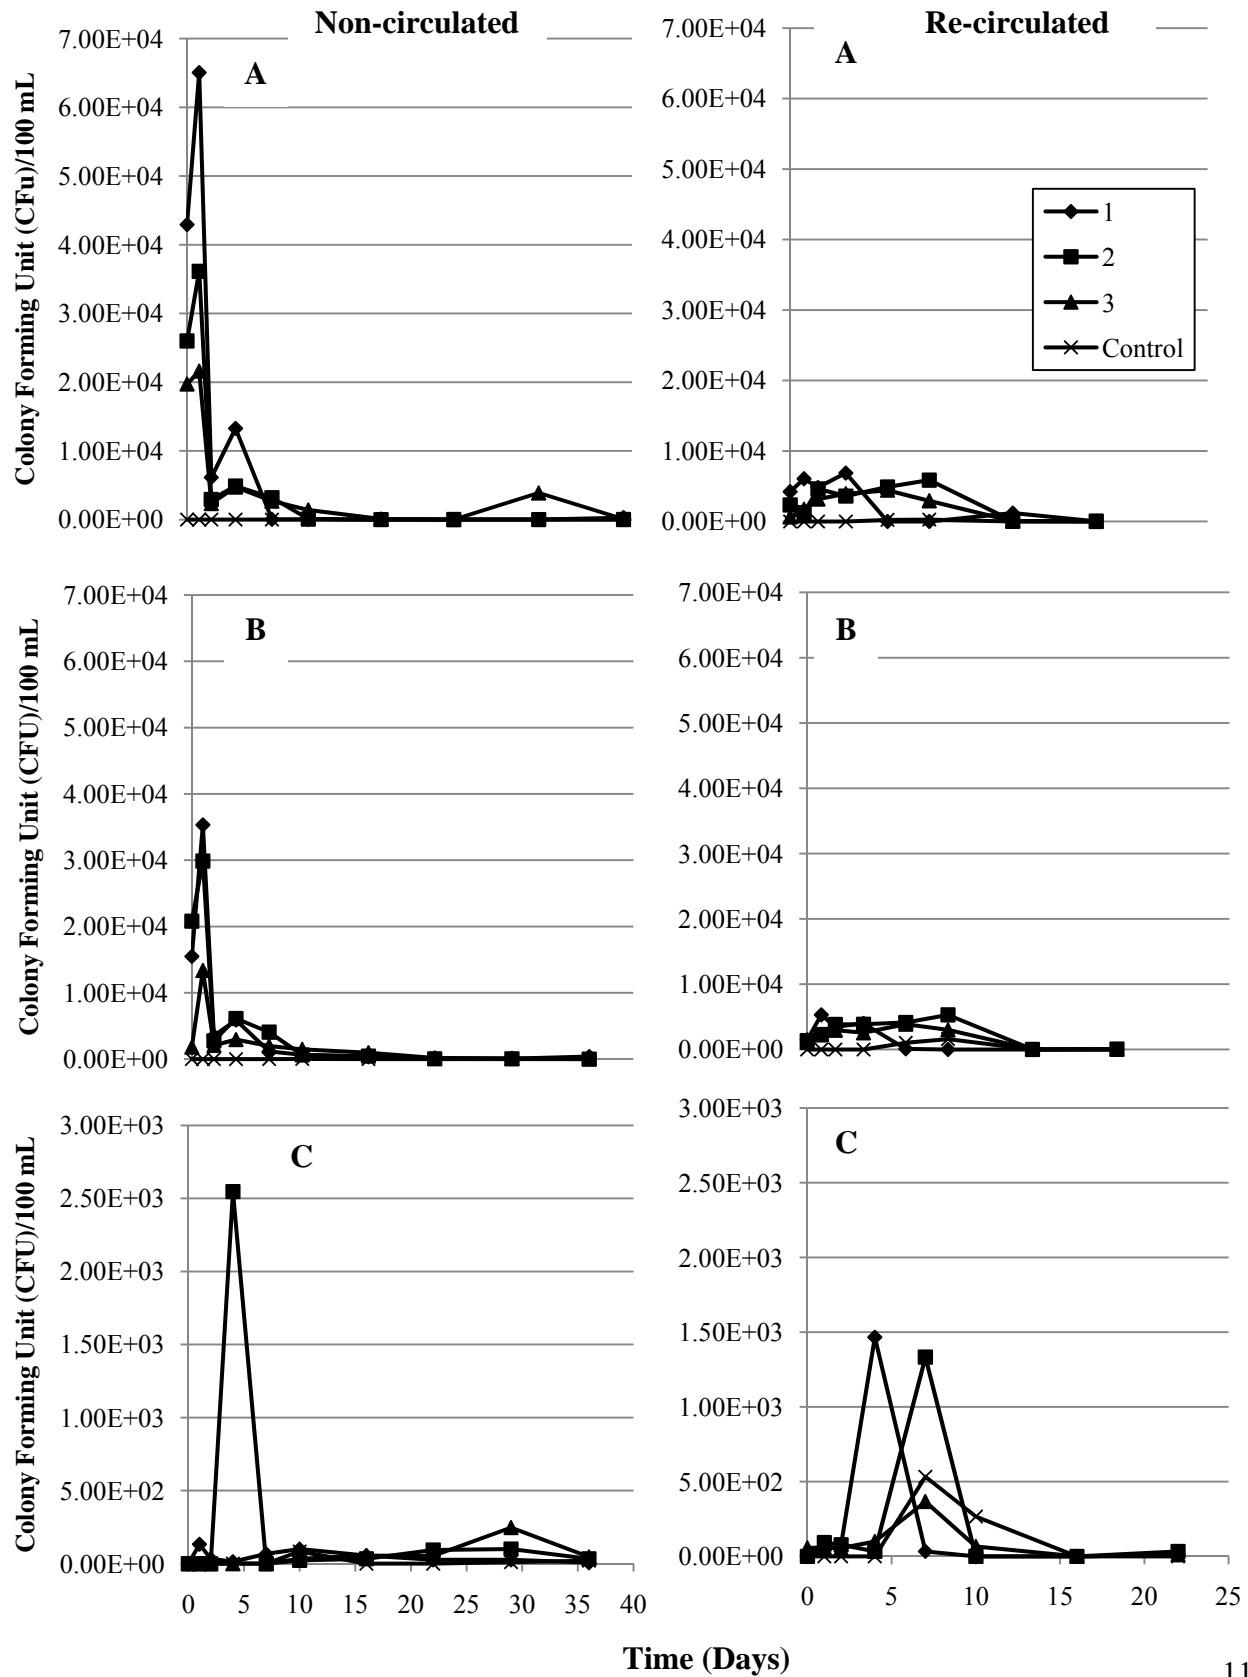 Non-circulated
Re-circulated
Colony Forming Unit (CFu)/100 mL
7.00E+04
6.00E+04
5.00E+04
4.00E+04
3.00E+04
2.00E+04
1.00E+04
0.00E+00
A
7.00E+04
6.00E+04
5.00E+04
4.00E+04
3.00E+04
2.00E+04
1.00E+04
0.00E+00
A
1
2
3
Control
Colony Forming Unit (CFU)/100 mL
7.00E+04
6.00E+04
5.00E+04
4.00E+04
3.00E+04
2.00E+04
1.00E+04
0.00E+00
B
7.00E+04
6.00E+04
5.00E+04
4.00E+04
3.00E+04
2.00E+04
1.00E+04
0.00E+00
B
Colony Forming Unit (CFU)/100 mL
3.00E+03
2.50E+03
2.00E+03
1.50E+03
1.00E+03
5.00E+02
0.00E+00
C
0 5 10 15 20 25 30 35 40
3.00E+03
2.50E+03
2.00E+03
1.50E+03
1.00E+03
5.00E+02
0.00E+00
C
0 5 10 15 20 25
Time (Days)
11